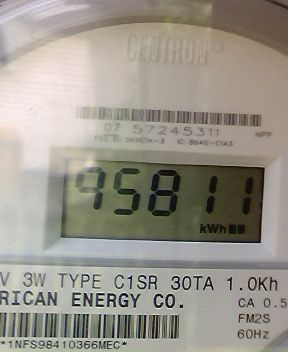 CENTRON®
07 57245311 HPP
95811
kWh
V 3W TYPE C1SR 30TA 1.0Kh
RICAN ENERGY CO. CA 0.5
FM2S
60Hz
*1NFS98410366MEC*